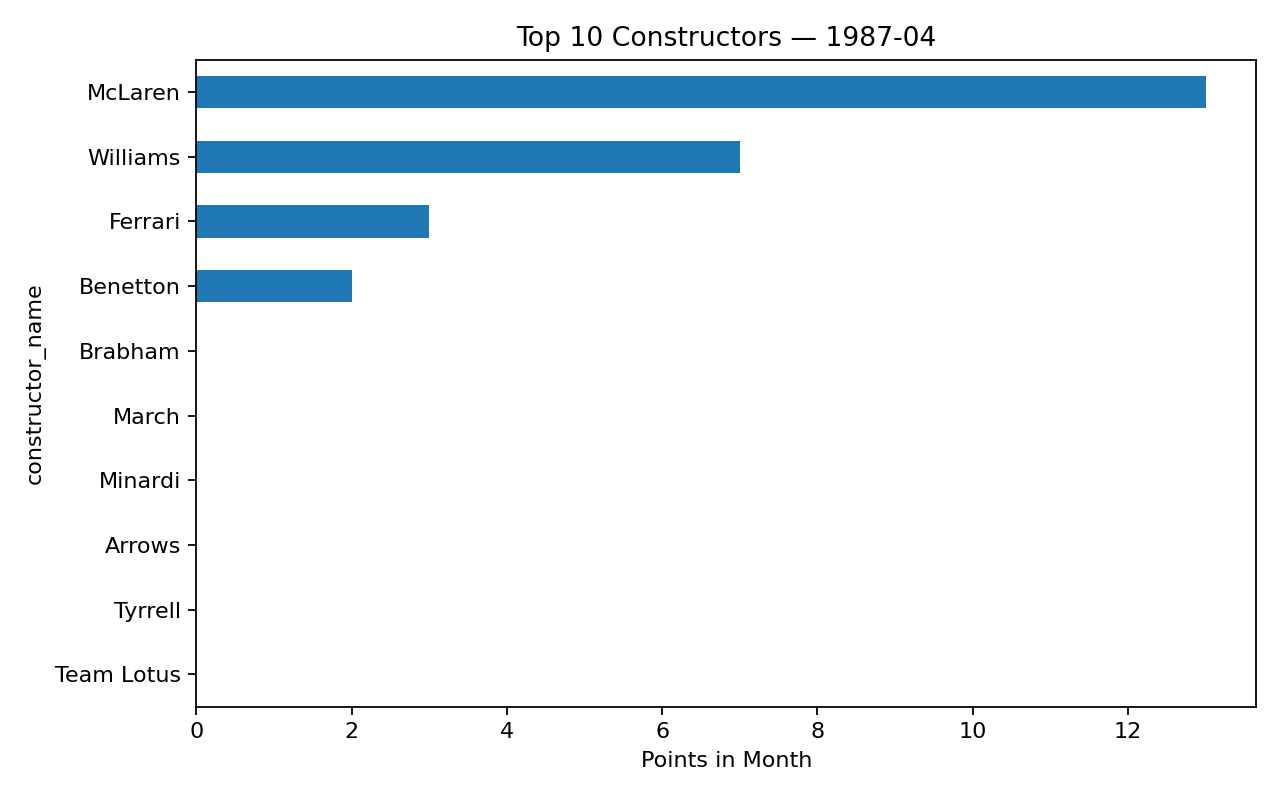 Top 10 Constructors — 1987-04
McLaren
Williams
Ferrari
Benetton
Brabham
March
Minardi
Arrows
Tyrrell
Team Lotus
constructor_name
0 2 4 6 8 10 12
Points in Month